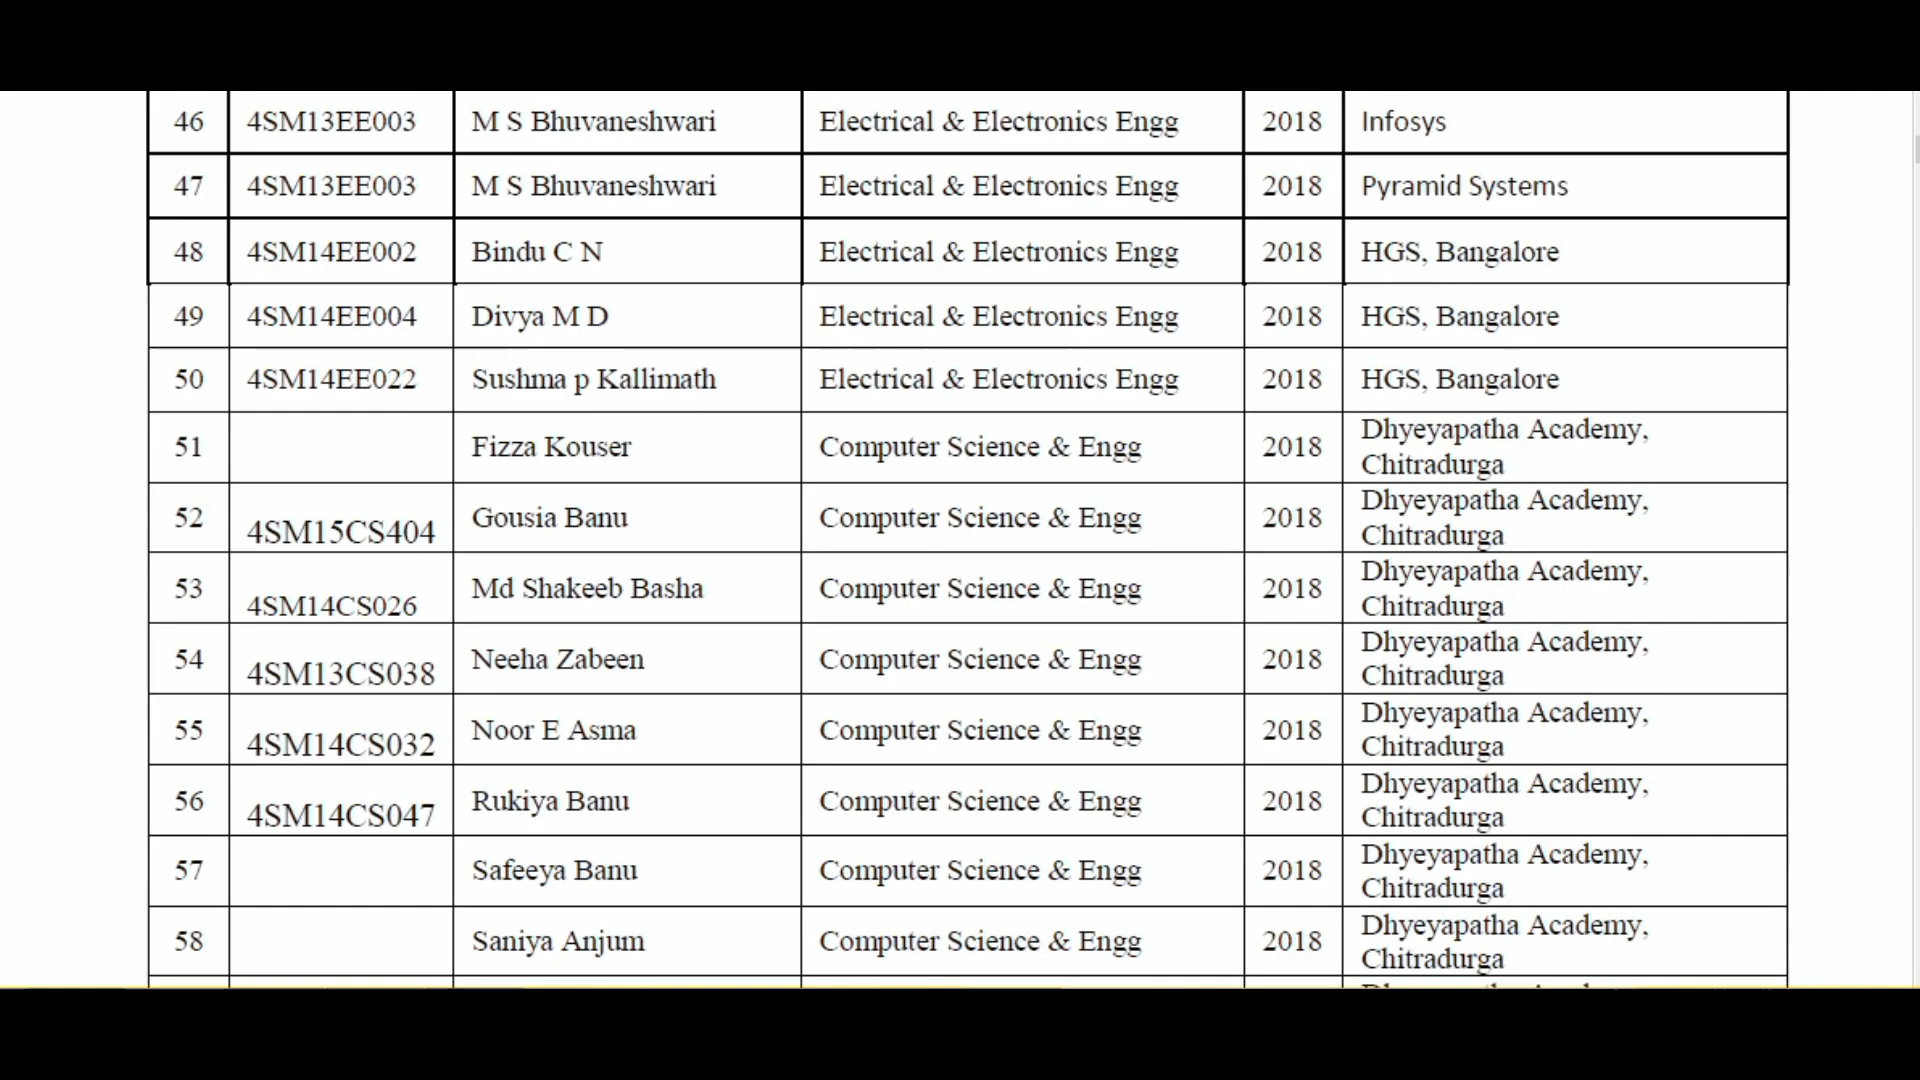 46 4SM13EE003 M S Bhuvaneshwari Electrical & Electronics Engg 2018 Infosys
47 4SM13EE003 M S Bhuvaneshwari Electrical & Electronics Engg 2018 Pyramid Systems
48 4SM14EE002 Bindu C N Electrical & Electronics Engg 2018 HGS, Bangalore
49 4SM14EE004 Divya M D Electrical & Electronics Engg 2018 HGS, Bangalore
50 4SM14EE022 Sushma p Kallimath Electrical & Electronics Engg 2018 HGS, Bangalore
51 Fizza Kouser Computer Science & Engg 2018 Dhyeyapatha Academy,
Chitradurga
52 4SM15CS404 Gousia Banu Computer Science & Engg 2018 Dhyeyapatha Academy,
Chitradurga
53 4SM14CS026 Md Shakeeb Basha Computer Science & Engg 2018 Dhyeyapatha Academy,
Chitradurga
54 4SM13CS038 Neeha Zabeen Computer Science & Engg 2018 Dhyeyapatha Academy,
Chitradurga
55 4SM14CS032 Noor E Asma Computer Science & Engg 2018 Dhyeyapatha Academy,
Chitradurga
56 4SM14CS047 Rukiya Banu Computer Science & Engg 2018 Dhyeyapatha Academy,
Chitradurga
57 Safeeya Banu Computer Science & Engg 2018 Dhyeyapatha Academy,
Chitradurga
58 Saniya Anjum Computer Science & Engg 2018 Dhyeyapatha Academy,
Chitradurga